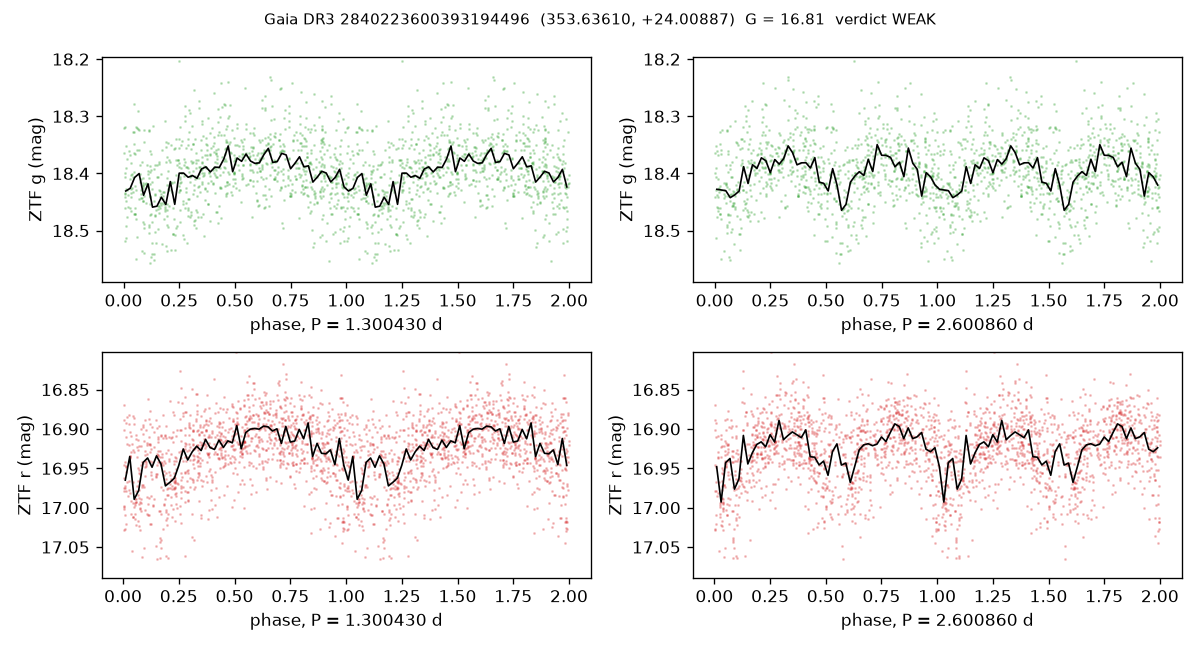 Gaia DR3 2840223600393194496  (353.63610, +24.00887)  G = 16.81  verdict WEAK
ZTF g (mag)
18.2
18.3
18.4
18.5
0.00 0.25 0.50 0.75 1.00 1.25 1.50 1.75 2.00
phase, P = 1.300430 d
ZTF g (mag)
18.2
18.3
18.4
18.5
0.00 0.25 0.50 0.75 1.00 1.25 1.50 1.75 2.00
phase, P = 2.600860 d
ZTF r (mag)
16.85
16.90
16.95
17.00
17.05
0.00 0.25 0.50 0.75 1.00 1.25 1.50 1.75 2.00
phase, P = 1.300430 d
ZTF r (mag)
16.85
16.90
16.95
17.00
17.05
0.00 0.25 0.50 0.75 1.00 1.25 1.50 1.75 2.00
phase, P = 2.600860 d